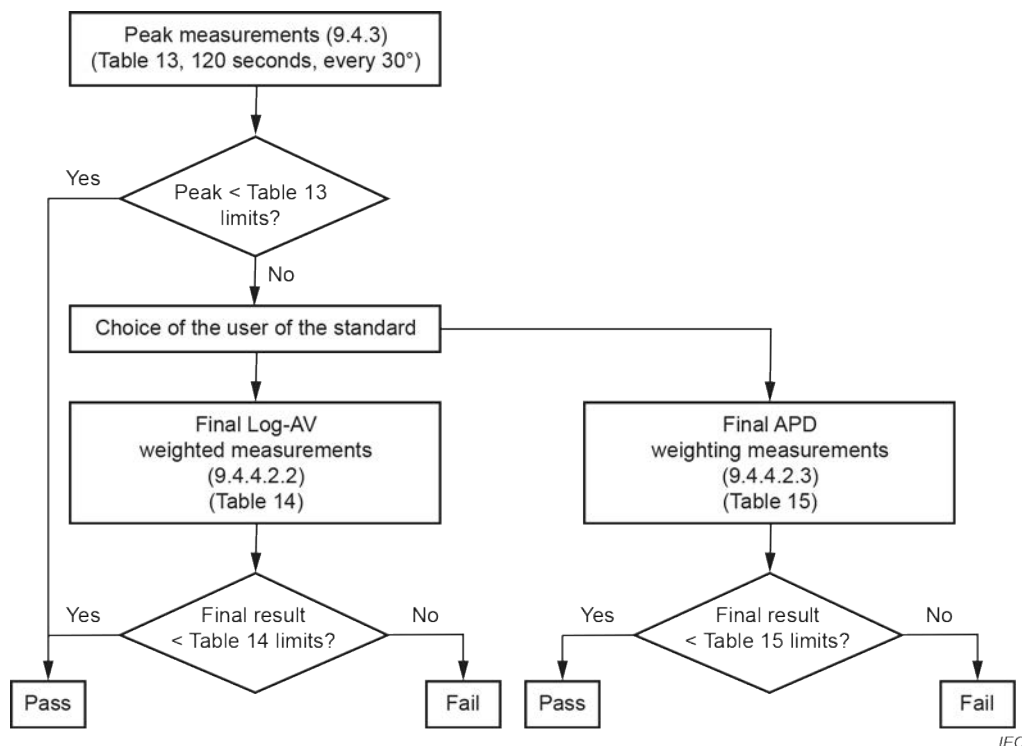 Peak measurements (9.4.3)
(Table 13, 120 seconds, every 30°)
Yes
Peak < Table 13
limits?
No
Choice of the user of the standard
Final Log-AV
weighted measurements
(9.4.4.2.2)
(Table 14)
Final APD
weighting measurements
(9.4.4.2.3)
(Table 15)
Yes
Final result
< Table 14 limits?
No
Yes
Final result
< Table 15 limits?
No
Pass
Fail
Pass
Fail
IEC